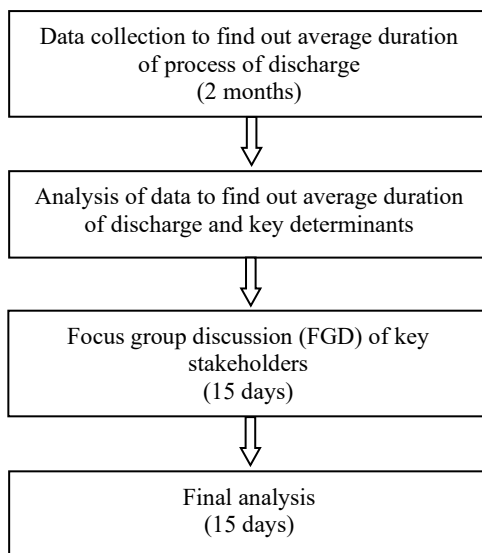 Data collection to find out average duration
of process of discharge
(2 months)
Analysis of data to find out average duration
of discharge and key determinants
Focus group discussion (FGD) of key
stakeholders
(15 days)
Final analysis
(15 days)